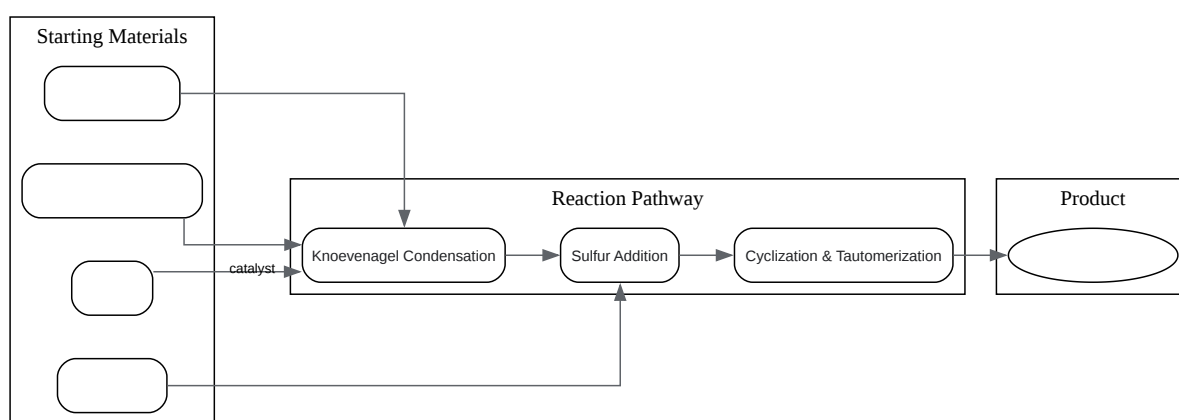 Starting Materials
Reaction Pathway
Product
Knoevenagel Condensation
Sulfur Addition
Cyclization & Tautomerization
catalyst